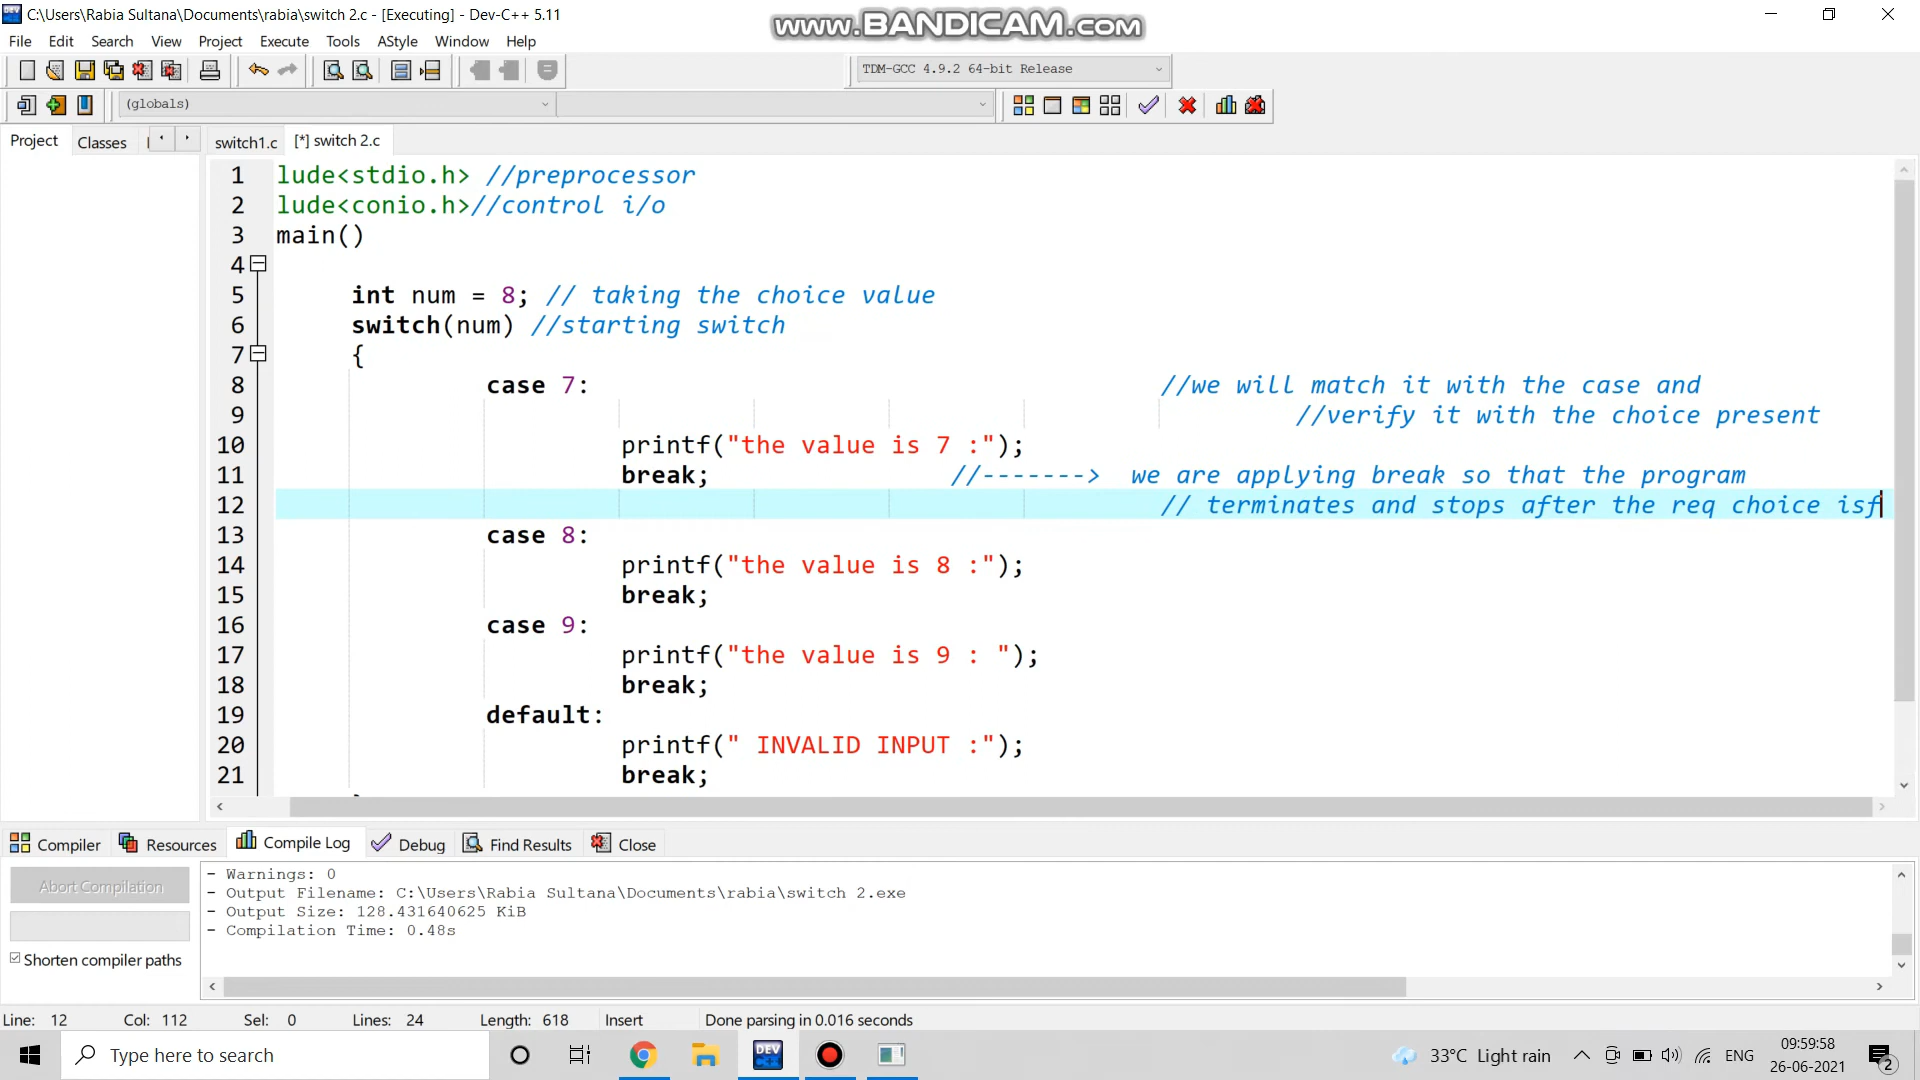 C:\Users\Rabia Sultana\Documents\rabia\switch 2.c - [Executing] - Dev-C++ 5.11
www.BANDICAM.com
File Edit Search View Project Execute Tools AStyle Window Help
TDM-GCC 4.9.2 64-bit Release
(globals)
Project Classes switch1.c [*] switch 2.c
1 lude<stdio.h> //preprocessor
2 lude<conio.h>//control i/o
3 main()
4
5 int num = 8; // taking the choice value
6 switch(num) //starting switch
7 {
8 case 7: //we will match it with the case and
9 //verify it with the choice present
10 printf("the value is 7 :");
11 break; //-------> we are applying break so that the program
12 // terminates and stops after the req choice isf
13 case 8:
14 printf("the value is 8 :");
15 break;
16 case 9:
17 printf("the value is 9 : ");
18 break;
19 default:
20 printf(" INVALID INPUT :");
21 break;
Compiler Resources Compile Log Debug Find Results Close
Abort Compilation
Shorten compiler paths
- Warnings: 0
- Output Filename: C:\Users\Rabia Sultana\Documents\rabia\switch 2.exe
- Output Size: 128.431640625 KiB
- Compilation Time: 0.48s
Line: 12 Col: 112 Sel: 0 Lines: 24 Length: 618 Insert Done parsing in 0.016 seconds
Type here to search
DEV C++
33°C Light rain
ENG
09:59:58
26-06-2021
2